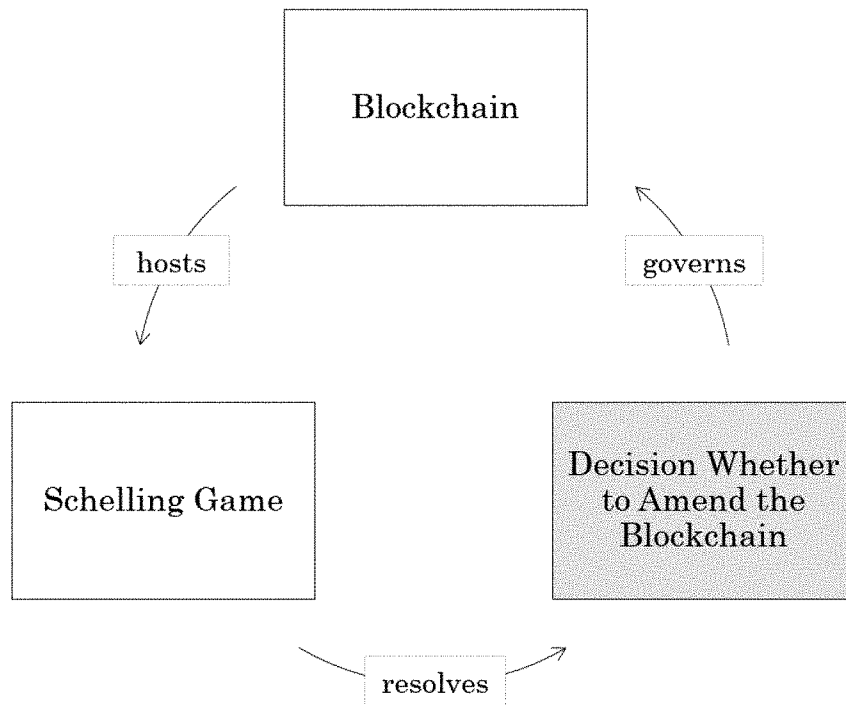 Blockchain
hosts
governs
Schelling Game
Decision Whether
to Amend the
Blockchain
resolves